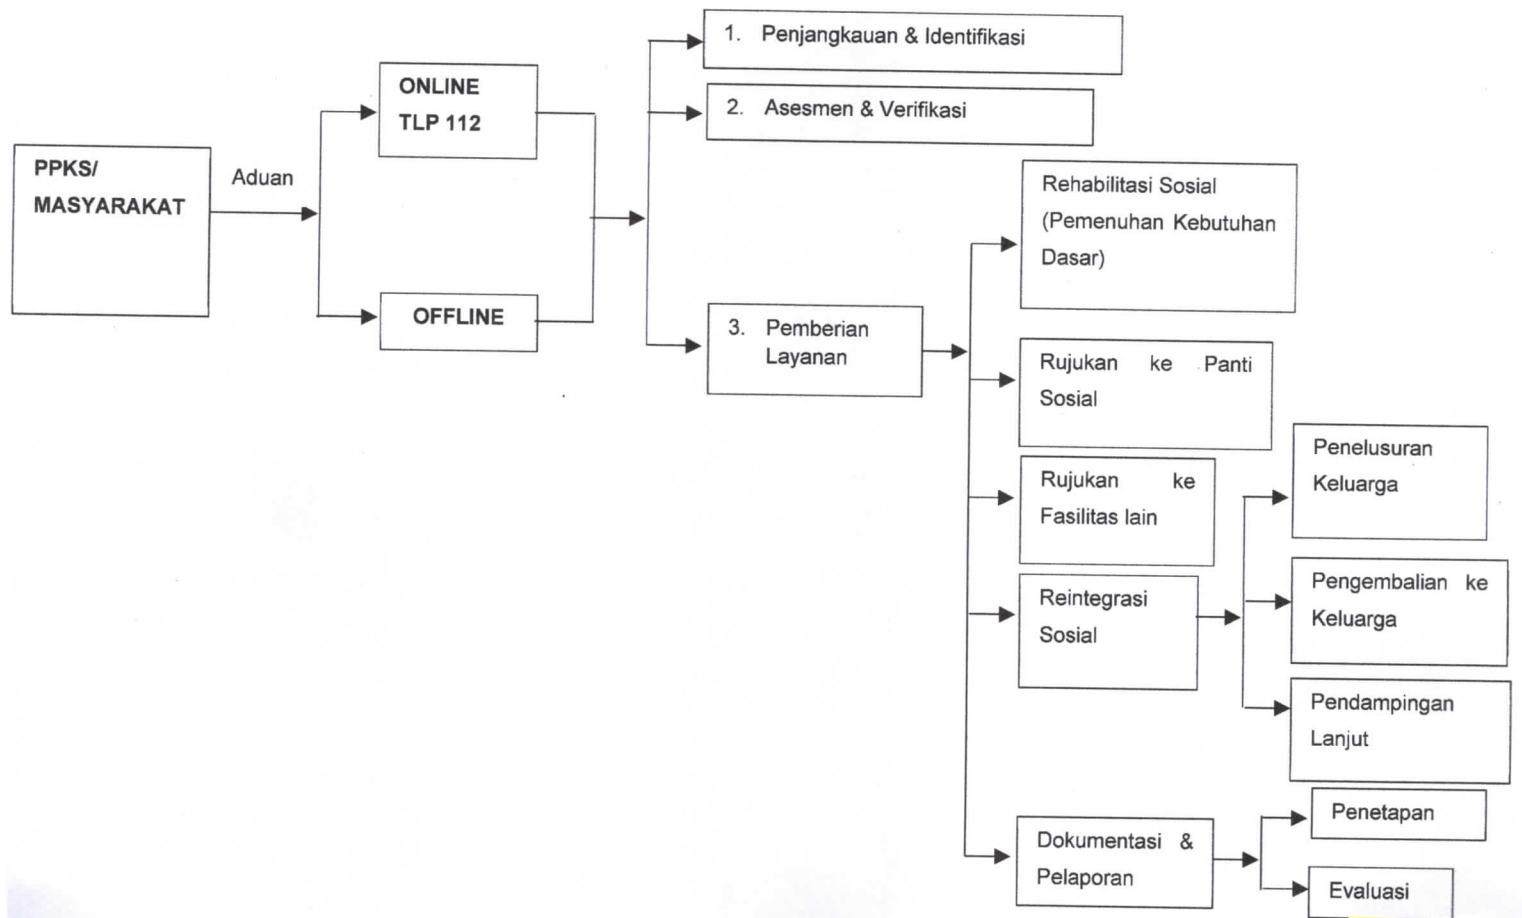 PPKS/
MASYARAKAT
Aduan
ONLINE
TLP 112
OFFLINE
1. Penjangkauan & Identifikasi
2. Asesmen & Verifikasi
3. Pemberian
Layanan
Rehabilitasi Sosial
(Pemenuhan Kebutuhan
Dasar)
Rujukan ke Panti
Sosial
Rujukan ke
Fasilitas lain
Reintegrasi
Sosial
Penelusuran
Keluarga
Pengembalian ke
Keluarga
Pendampingan
Lanjut
Dokumentasi &
Pelaporan
Penetapan
Evaluasi